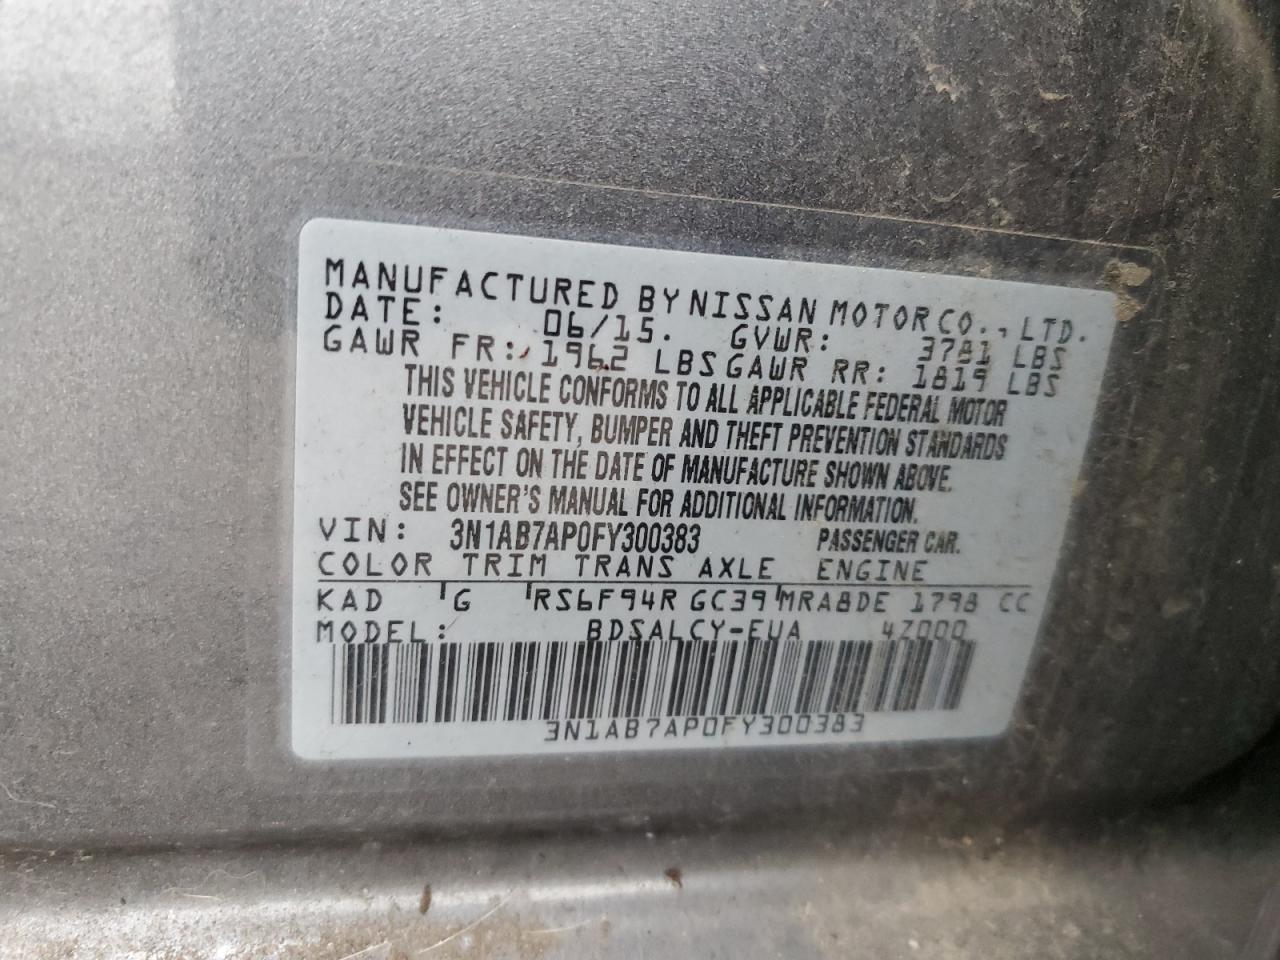 MANUFACTURED BY NISSAN MOTOR CO., LTD.
DATE: 06/15. GVWR: 3781 LBS
GAWR FR: 1962 LBS GAWR RR: 1819 LBS
THIS VEHICLE CONFORMS TO ALL APPLICABLE FEDERAL MOTOR
VEHICLE SAFETY, BUMPER AND THEFT PREVENTION STANDARDS
IN EFFECT ON THE DATE OF MANUFACTURE SHOWN ABOVE.
SEE OWNER'S MANUAL FOR ADDITIONAL INFORMATION.
VIN: 3N1AB7AP0FY300383 PASSENGER CAR.
COLOR TRIM TRANS AXLE ENGINE
KAD G RS6F94R GC39 MRA8DE 1798 CC
MODEL: BDSALCY-EUA 4Z000
3N1AB7AP0FY300383